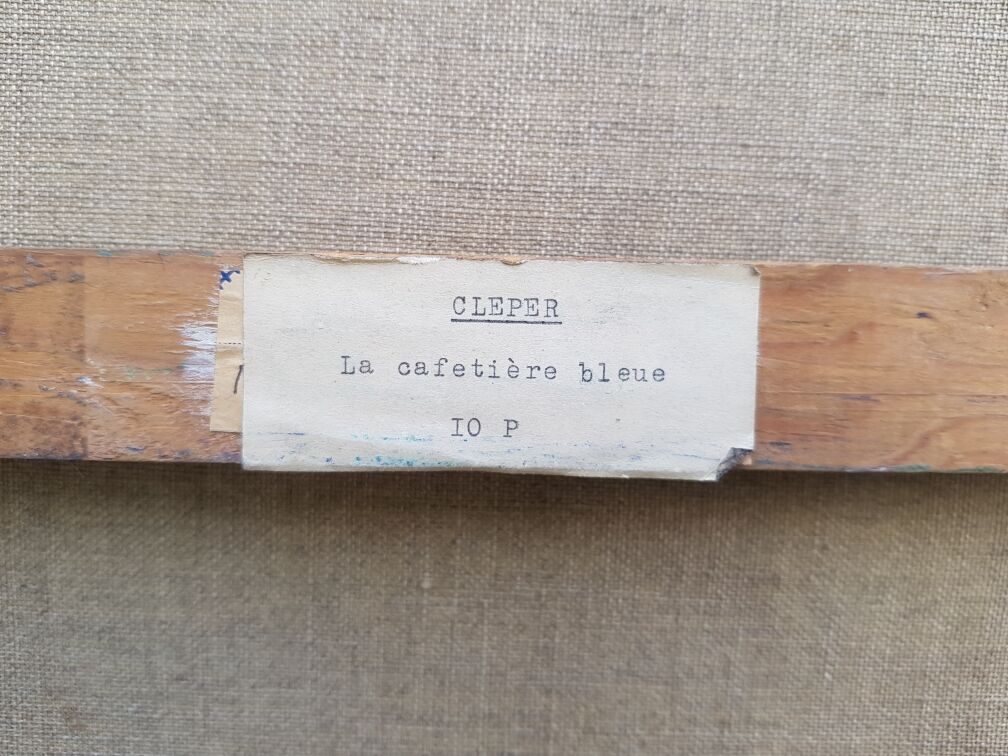 CLEPER
La cafetière bleue
IO P